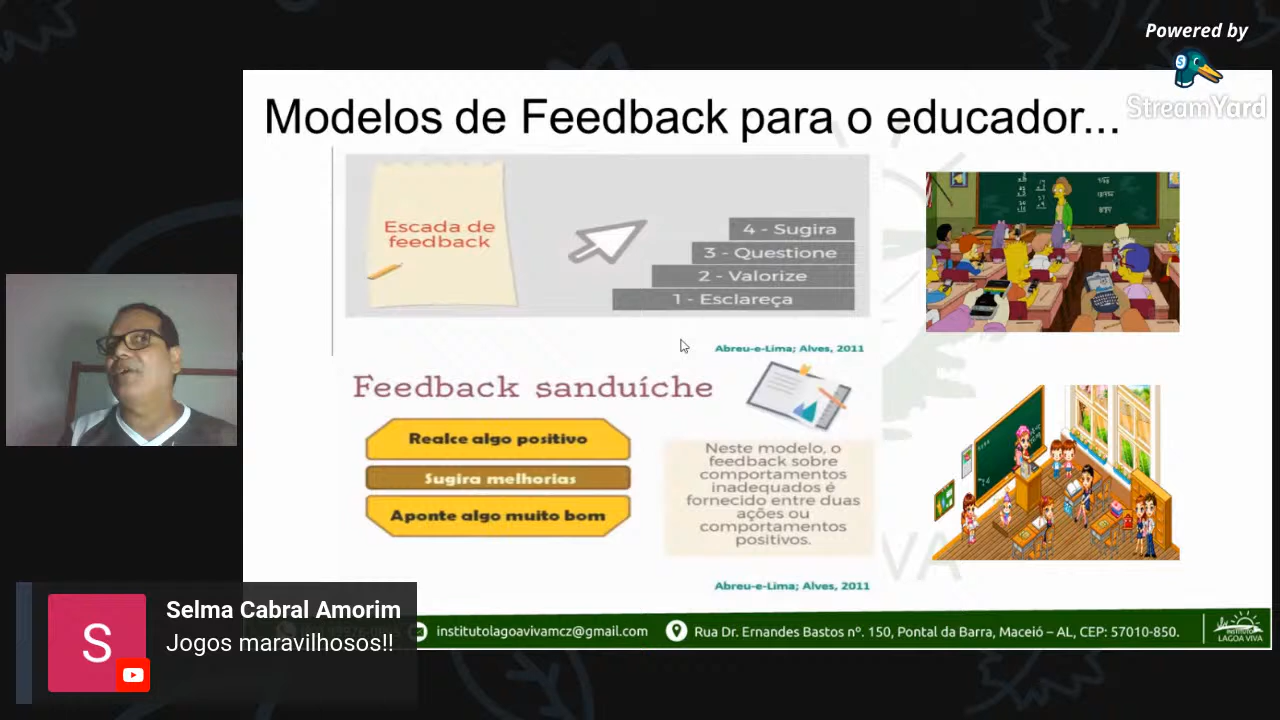 Powered by
StreamYard
Modelos de Feedback para o educador...
Escada de
feedback
4 - Sugira
3 - Questione
2 - Valorize
1 - Esclareça
Abreu-e-Lima; Alves, 2011
Feedback sanduíche
Realce algo positivo
Sugira melhorias
Aponte algo muito bom
Neste modelo, o
feedback sobre
comportamentos
inadequados é
fornecido entre duas
ações ou
comportamentos
positivos.
Abreu-e-Lima; Alves, 2011
institutolagoavivamcz@gmail.com
Rua Dr. Ernandes Bastos nº. 150, Pontal da Barra, Maceió – AL, CEP: 57010-850.
INSTITUTO
LAGOA VIVA
S
Selma Cabral Amorim
Jogos maravilhosos!!